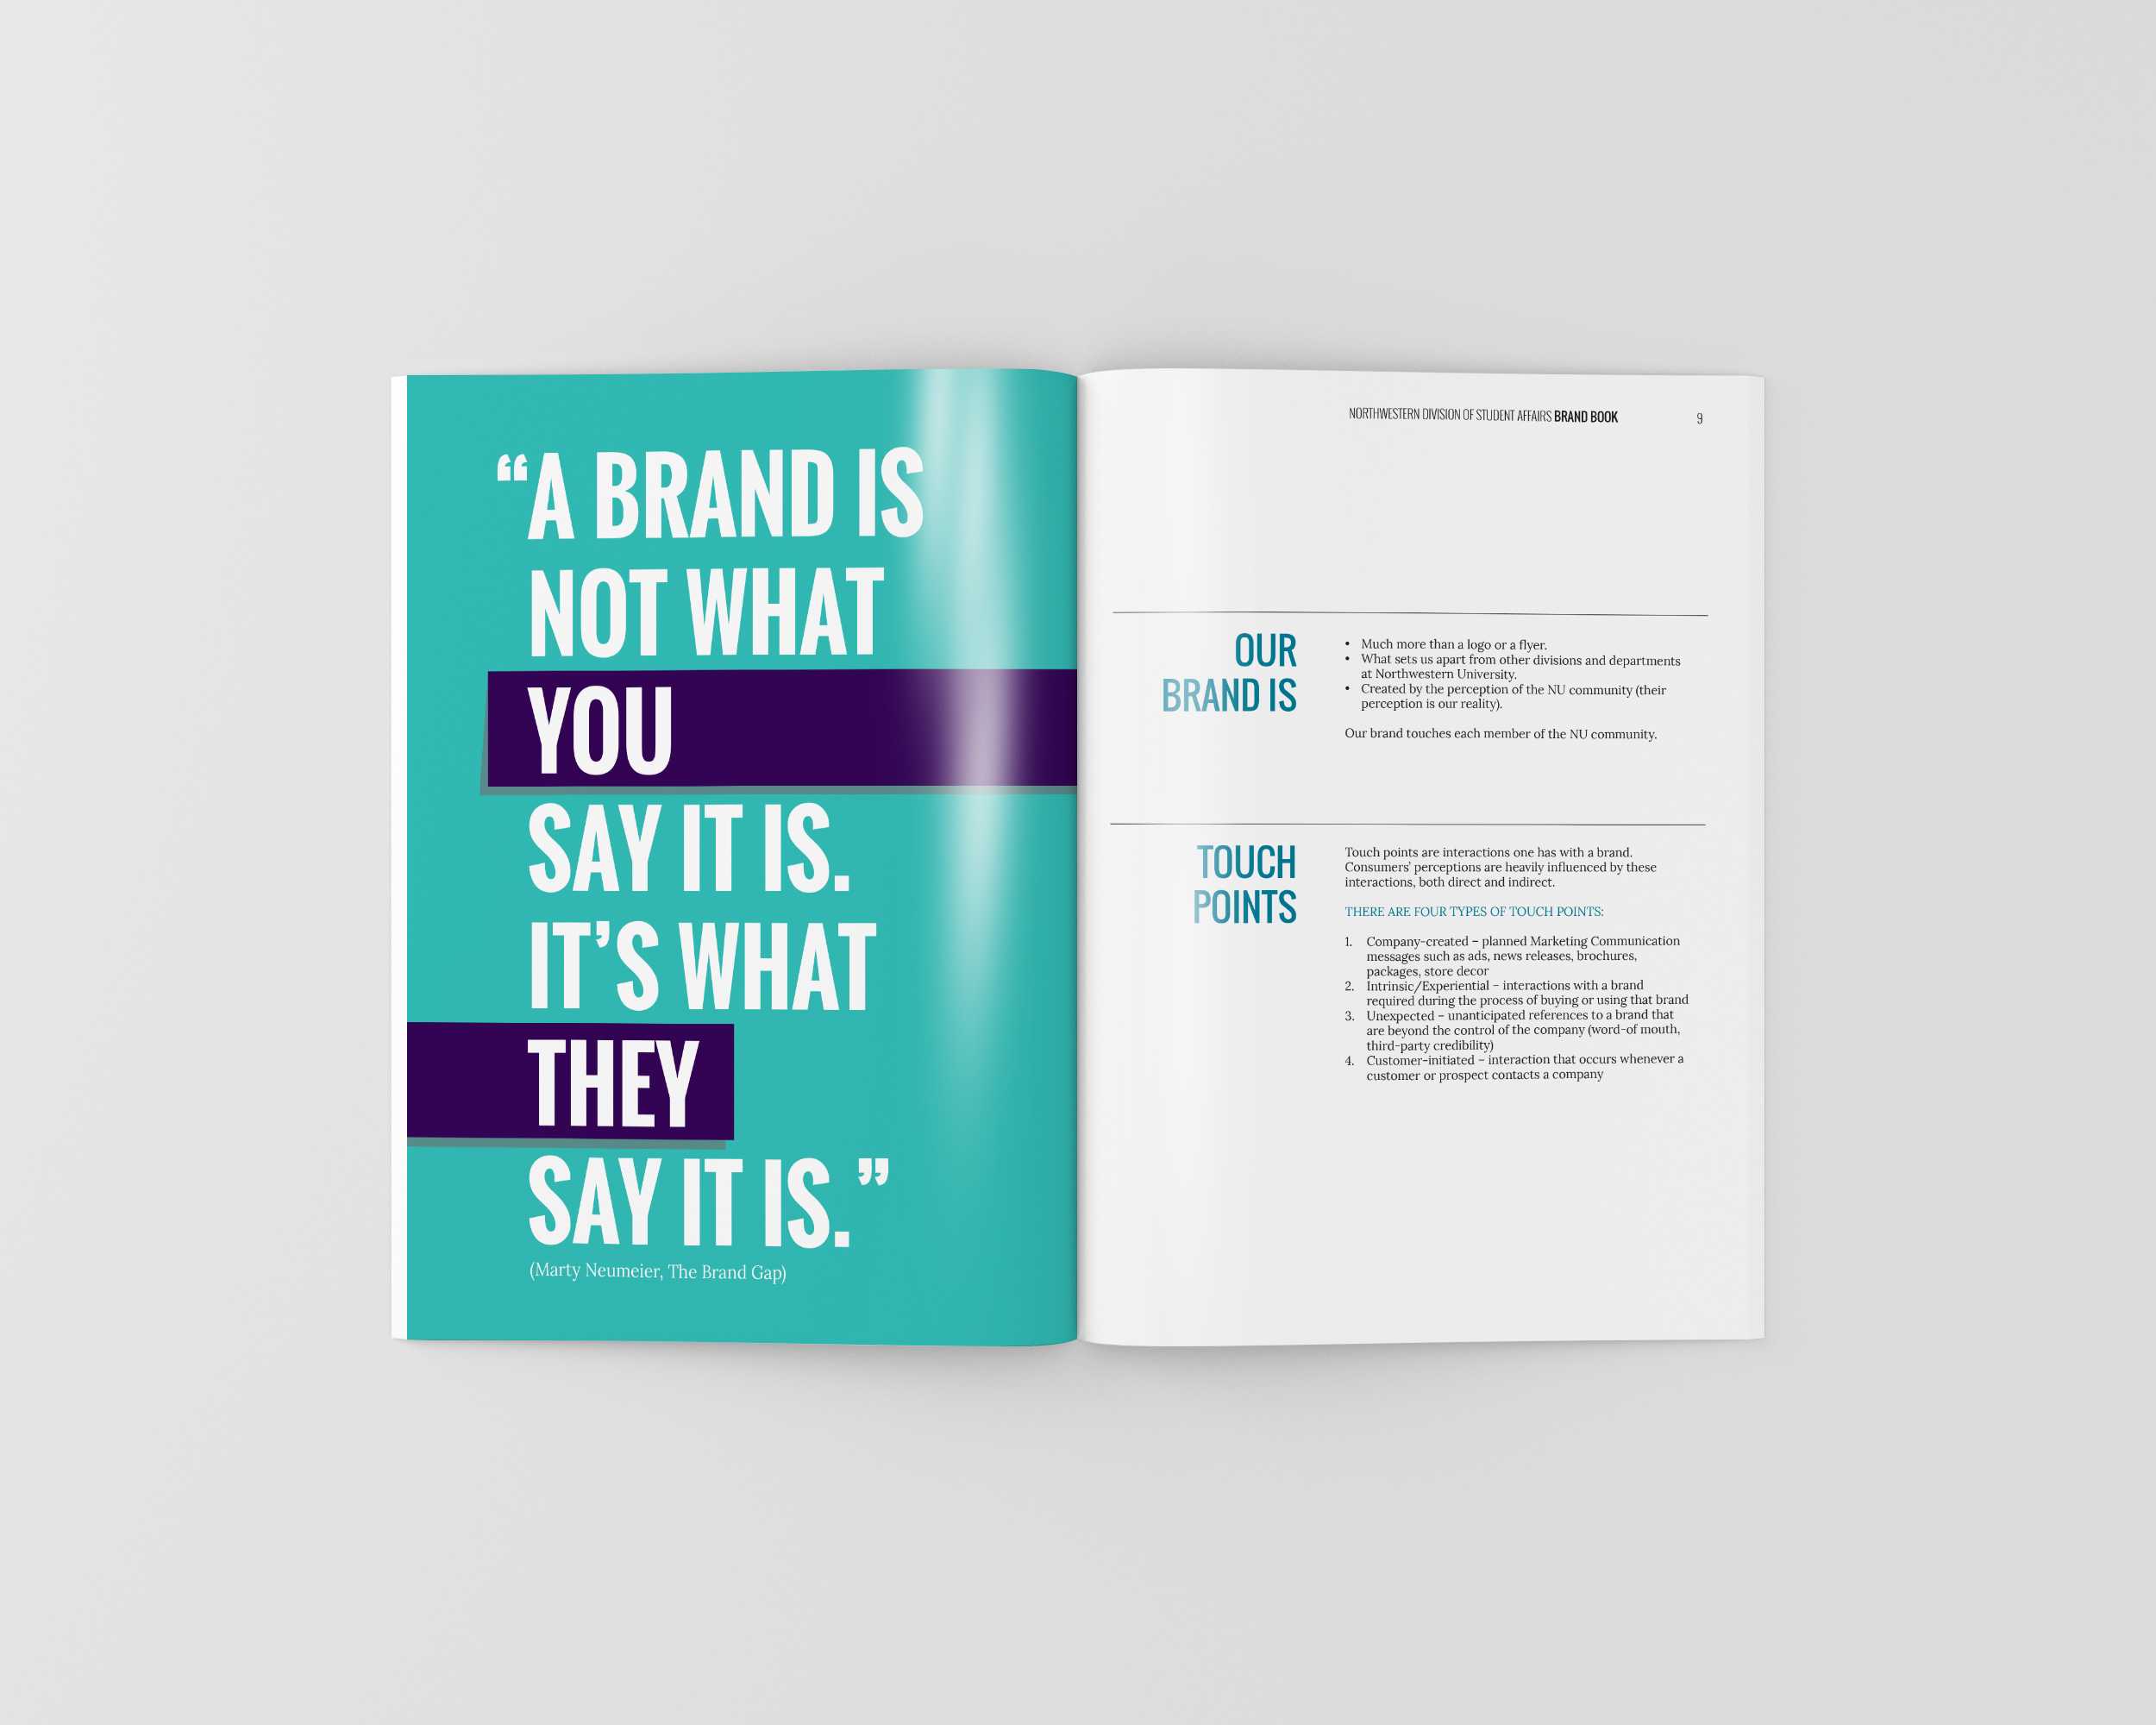 “A BRAND IS
NOT WHAT
YOU
SAY IT IS.
IT’S WHAT
THEY
SAY IT IS.”
(Marty Neumeier, The Brand Gap)
NORTHWESTERN DIVISION OF STUDENT AFFAIRS BRAND BOOK 9
OUR
BRAND IS
• Much more than a logo or a flyer.
• What sets us apart from other divisions and departments
at Northwestern University.
• Created by the perception of the NU community (their
perception is our reality).
Our brand touches each member of the NU community.
TOUCH
POINTS
Touch points are interactions one has with a brand.
Consumers’ perceptions are heavily influenced by these
interactions, both direct and indirect.
THERE ARE FOUR TYPES OF TOUCH POINTS:
1. Company-created – planned Marketing Communication
messages such as ads, news releases, brochures,
packages, store decor
2. Intrinsic/Experiential – interactions with a brand
required during the process of buying or using that brand
3. Unexpected – unanticipated references to a brand that
are beyond the control of the company (word-of mouth,
third-party credibility)
4. Customer-initiated – interaction that occurs whenever a
customer or prospect contacts a company